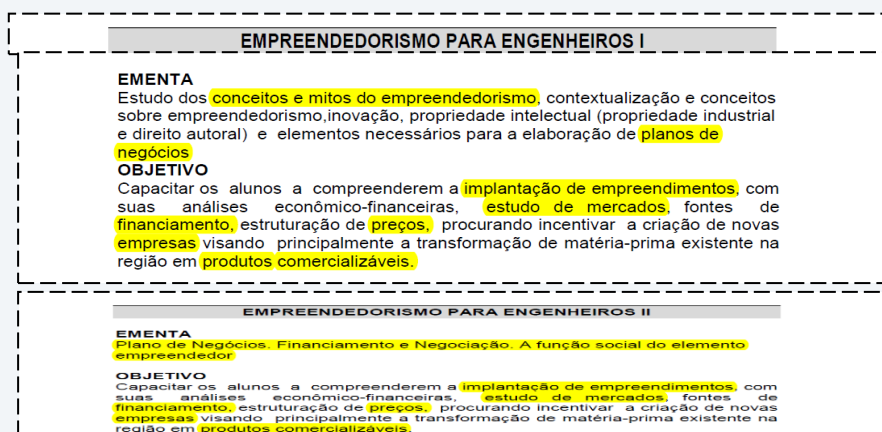 EMPREENDEDORISMO PARA ENGENHEIROS I
EMENTA
Estudo dos conceitos e mitos do empreendedorismo, contextualização e conceitos
sobre empreendedorismo,inovação, propriedade intelectual (propriedade industrial
e direito autoral) e elementos necessários para a elaboração de planos de
negócios
OBJETIVO
Capacitar os alunos a compreenderem a implantação de empreendimentos, com
suas análises econômico-financeiras, estudo de mercados, fontes de
financiamento, estruturação de preços, procurando incentivar a criação de novas
empresas visando principalmente a transformação de matéria-prima existente na
região em produtos comercializáveis.
EMPREENDEDORISMO PARA ENGENHEIROS II
EMENTA
Plano de Negócios. Financiamento e Negociação. A função social do elemento
empreendedor
OBJETIVO
Capacitar os alunos a compreenderem a implantação de empreendimentos, com
suas análises econômico-financeiras, estudo de mercados, fontes de
financiamento, estruturação de preços, procurando incentivar a criação de novas
empresas visando principalmente a transformação de matéria-prima existente na
região em produtos comercializáveis.